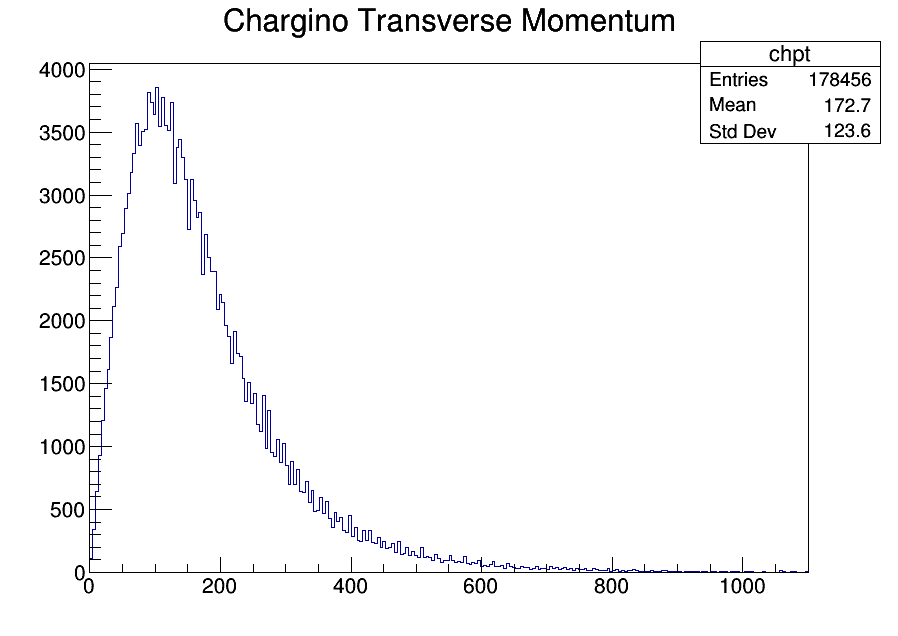 Chargino Transverse Momentum
chpt
Entries 178456
Mean 172.7
Std Dev 123.6
4000
3500
3000
2500
2000
1500
1000
500
0
0 200 400 600 800 1000